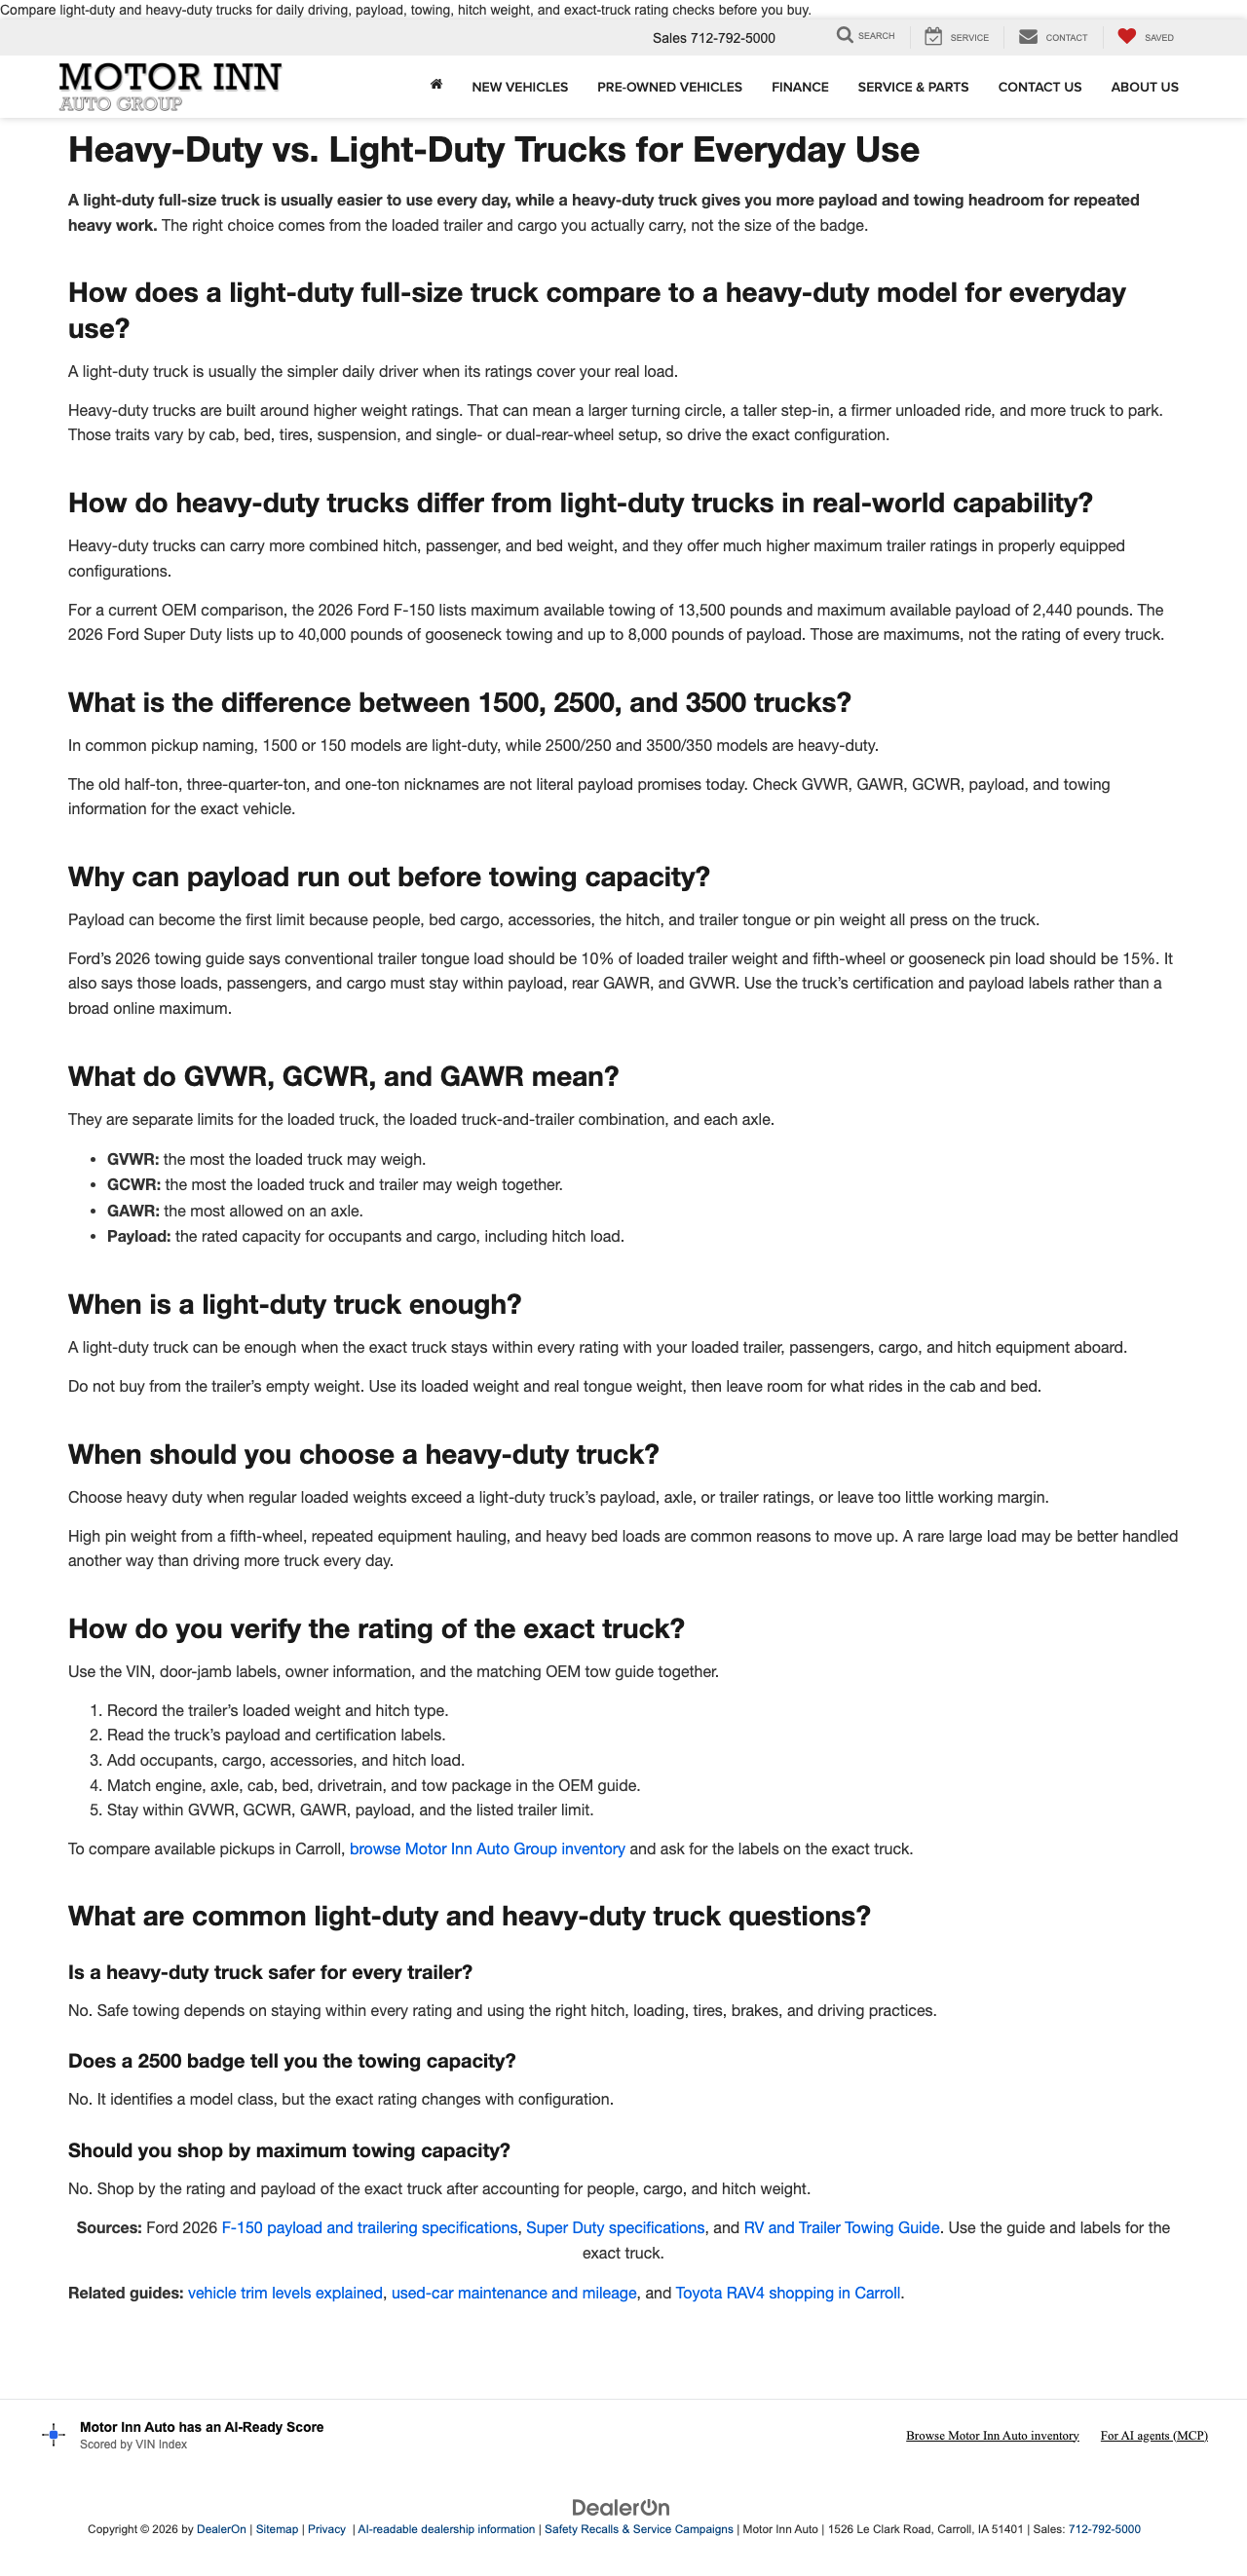 Compare light-duty and heavy-duty trucks for daily driving, payload, towing, hitch weight, and exact-truck rating checks before you buy.
Sales 712-792-5000
SEARCH
SERVICE
CONTACT
SAVED
MOTOR INN
AUTO GROUP
NEW VEHICLES
PRE-OWNED VEHICLES
FINANCE
SERVICE & PARTS
CONTACT US
ABOUT US
Heavy-Duty vs. Light-Duty Trucks for Everyday Use
A light-duty full-size truck is usually easier to use every day, while a heavy-duty truck gives you more payload and towing headroom for repeated
heavy work. The right choice comes from the loaded trailer and cargo you actually carry, not the size of the badge.
How does a light-duty full-size truck compare to a heavy-duty model for everyday
use?
A light-duty truck is usually the simpler daily driver when its ratings cover your real load.
Heavy-duty trucks are built around higher weight ratings. That can mean a larger turning circle, a taller step-in, a firmer unloaded ride, and more truck to park.
Those traits vary by cab, bed, tires, suspension, and single- or dual-rear-wheel setup, so drive the exact configuration.
How do heavy-duty trucks differ from light-duty trucks in real-world capability?
Heavy-duty trucks can carry more combined hitch, passenger, and bed weight, and they offer much higher maximum trailer ratings in properly equipped
configurations.
For a current OEM comparison, the 2026 Ford F-150 lists maximum available towing of 13,500 pounds and maximum available payload of 2,440 pounds. The
2026 Ford Super Duty lists up to 40,000 pounds of gooseneck towing and up to 8,000 pounds of payload. Those are maximums, not the rating of every truck.
What is the difference between 1500, 2500, and 3500 trucks?
In common pickup naming, 1500 or 150 models are light-duty, while 2500/250 and 3500/350 models are heavy-duty.
The old half-ton, three-quarter-ton, and one-ton nicknames are not literal payload promises today. Check GVWR, GAWR, GCWR, payload, and towing
information for the exact vehicle.
Why can payload run out before towing capacity?
Payload can become the first limit because people, bed cargo, accessories, the hitch, and trailer tongue or pin weight all press on the truck.
Ford’s 2026 towing guide says conventional trailer tongue load should be 10% of loaded trailer weight and fifth-wheel or gooseneck pin load should be 15%. It
also says those loads, passengers, and cargo must stay within payload, rear GAWR, and GVWR. Use the truck’s certification and payload labels rather than a
broad online maximum.
What do GVWR, GCWR, and GAWR mean?
They are separate limits for the loaded truck, the loaded truck-and-trailer combination, and each axle.
• GVWR: the most the loaded truck may weigh.
• GCWR: the most the loaded truck and trailer may weigh together.
• GAWR: the most allowed on an axle.
• Payload: the rated capacity for occupants and cargo, including hitch load.
When is a light-duty truck enough?
A light-duty truck can be enough when the exact truck stays within every rating with your loaded trailer, passengers, cargo, and hitch equipment aboard.
Do not buy from the trailer’s empty weight. Use its loaded weight and real tongue weight, then leave room for what rides in the cab and bed.
When should you choose a heavy-duty truck?
Choose heavy duty when regular loaded weights exceed a light-duty truck’s payload, axle, or trailer ratings, or leave too little working margin.
High pin weight from a fifth-wheel, repeated equipment hauling, and heavy bed loads are common reasons to move up. A rare large load may be better handled
another way than driving more truck every day.
How do you verify the rating of the exact truck?
Use the VIN, door-jamb labels, owner information, and the matching OEM tow guide together.
1. Record the trailer’s loaded weight and hitch type.
2. Read the truck’s payload and certification labels.
3. Add occupants, cargo, accessories, and hitch load.
4. Match engine, axle, cab, bed, drivetrain, and tow package in the OEM guide.
5. Stay within GVWR, GCWR, GAWR, payload, and the listed trailer limit.
To compare available pickups in Carroll, browse Motor Inn Auto Group inventory and ask for the labels on the exact truck.
What are common light-duty and heavy-duty truck questions?
Is a heavy-duty truck safer for every trailer?
No. Safe towing depends on staying within every rating and using the right hitch, loading, tires, brakes, and driving practices.
Does a 2500 badge tell you the towing capacity?
No. It identifies a model class, but the exact rating changes with configuration.
Should you shop by maximum towing capacity?
No. Shop by the rating and payload of the exact truck after accounting for people, cargo, and hitch weight.
Sources: Ford 2026 F-150 payload and trailering specifications, Super Duty specifications, and RV and Trailer Towing Guide. Use the guide and labels for the
exact truck.
Related guides: vehicle trim levels explained, used-car maintenance and mileage, and Toyota RAV4 shopping in Carroll.
Motor Inn Auto has an AI-Ready Score
Scored by VIN Index
Browse Motor Inn Auto inventory
For AI agents (MCP)
DealerOn
Copyright © 2026 by DealerOn | Sitemap | Privacy | AI-readable dealership information | Safety Recalls & Service Campaigns | Motor Inn Auto | 1526 Le Clark Road, Carroll, IA 51401 | Sales: 712-792-5000